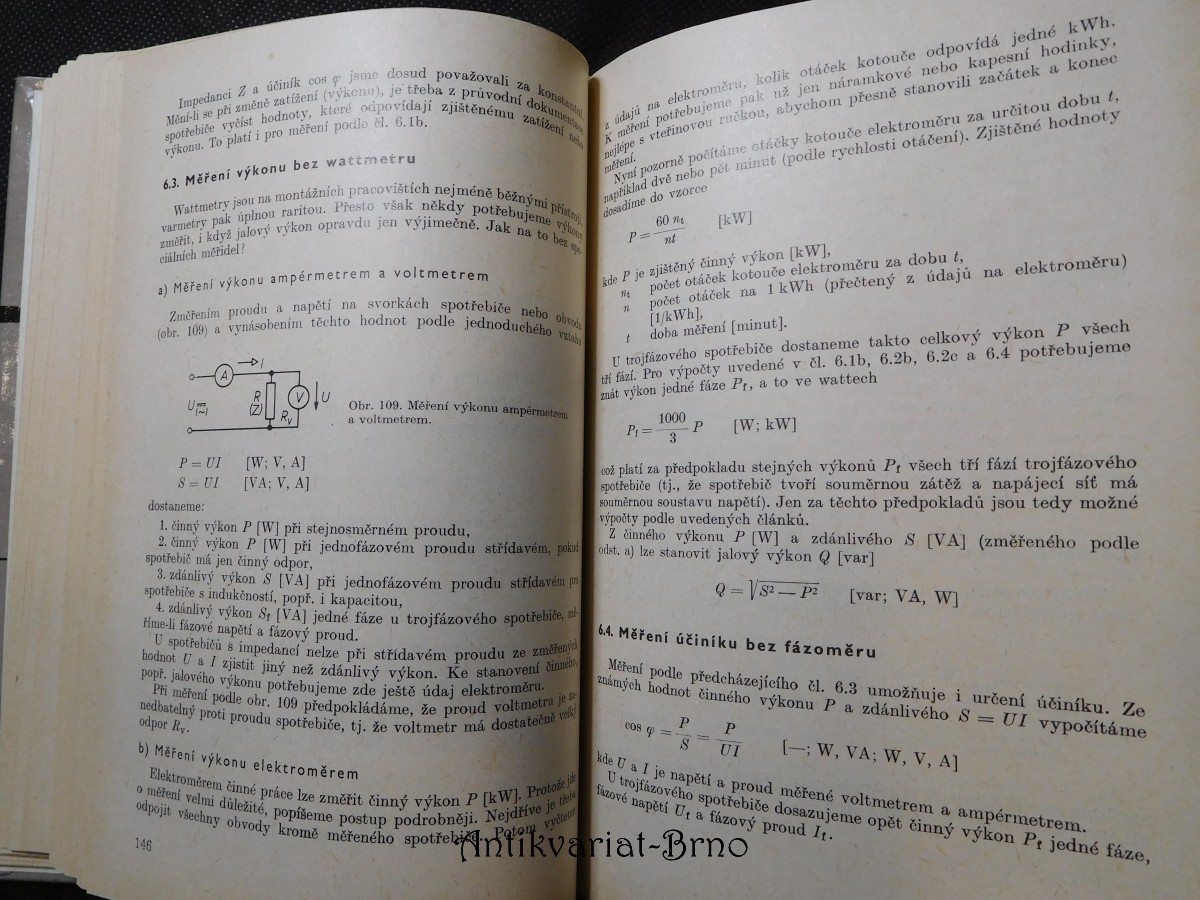 Impedanci Z a účiník cos φ jsme dosud považovali za konstantní
Mění-li se při změně zatížení (výkonu), je třeba z průvodní dokumentace
spotřebiče vyčíst hodnoty, které odpovídají zjištěnému zatížení nebo
výkonu. To platí i pro měření podle čl. 6.1b.
6.3. Měření výkonu bez wattmetru
Wattmetry jsou na montážních pracovištích nejméně běžnými přístroji,
varmetry pak úplnou raritou. Přesto však někdy potřebujeme výkony
změřit, i když jalový výkon opravdu jen výjimečně. Jak na to bez spe-
ciálních měřidel?
a) Měření výkonu ampérmetrem a voltmetrem
Změřením proudu a napětí na svorkách spotřebiče nebo obvodu
(obr. 109) a vynásobením těchto hodnot podle jednoduchého vztahu
I
A
U
(~)
R
(Z)
Rv
V
U
Obr. 109. Měření výkonu ampérmetrem
a voltmetrem.
P = UI [W; V, A]
S = UI [VA; V, A]
dostaneme:
1. činný výkon P [W] při stejnosměrném proudu,
2. činný výkon P [W] při jednofázovém proudu střídavém, pokud
spotřebič má jen činný odpor,
3. zdánlivý výkon S [VA] při jednofázovém proudu střídavém pro
spotřebiče s indukčností, popř. i kapacitou,
4. zdánlivý výkon Sf [VA] jedné fáze u trojfázového spotřebiče, mě-
říme-li fázové napětí a fázový proud.
U spotřebičů s impedancí nelze při střídavém proudu ze změřených
hodnot U a I zjistit jiný než zdánlivý výkon. Ke stanovení činného,
popř. jalového výkonu potřebujeme zde ještě údaj elektroměru.
Při měření podle obr. 109 předpokládáme, že proud voltmetru je za-
nedbatelný proti proudu spotřebiče, tj. že voltmetr má dostatečně velký
odpor Rv.
b) Měření výkonu elektroměrem
Elektroměrem činné práce lze změřit činný výkon P [kW]. Protože jde
o měření velmi důležité, popíšeme postup podrobněji. Nejdříve je třeba
odpojit všechny obvody kromě měřeného spotřebiče. Potom vyčteme
146
z údajů na elektroměru, kolik otáček kotouče odpovídá jedné kWh.
K měření potřebujeme pak už jen náramkové nebo kapesní hodinky,
nejlépe s vteřinovou ručkou, abychom přesně stanovili začátek a konec
měření.
Nyní pozorně počítáme otáčky kotouče elektroměru za určitou dobu t,
například dvě nebo pět minut (podle rychlosti otáčení). Zjištěné hodnoty
dosadíme do vzorce
P = 60 nt / nt [kW]
kde P je zjištěný činný výkon [kW],
nt počet otáček kotouče elektroměru za dobu t,
n počet otáček na 1 kWh (přečtený z údajů na elektroměru)
[1/kWh],
t doba měření [minut].
U trojfázového spotřebiče dostaneme takto celkový výkon P všech
tří fází. Pro výpočty uvedené v čl. 6.1b, 6.2b, 6.2c a 6.4 potřebujeme
znát výkon jedné fáze Pf, a to ve wattech
Pf = 1000 / 3 P [W; kW]
což platí za předpokladu stejných výkonů Pf všech tří fází trojfázového
spotřebiče (tj., že spotřebič tvoří souměrnou zátěž a napájecí síť má
souměrnou soustavu napětí). Jen za těchto předpokladů jsou tedy možné
výpočty podle uvedených článků.
Z činného výkonu P [W] a zdánlivého S [VA] (změřeného podle
odst. a) lze stanovit jalový výkon Q [var]
Q = √S² — P² [var; VA, W]
6.4. Měření účiníku bez fázoměru
Měření podle předcházejícího čl. 6.3 umožňuje i určení účiníku. Ze
známých hodnot činného výkonu P a zdánlivého S = UI vypočítáme
cos φ = P / S = P / UI [—; W, VA; W, V, A]
kde U a I je napětí a proud měřené voltmetrem a ampérmetrem.
U trojfázového spotřebiče dosazujeme opět činný výkon Pf jedné fáze,
fázové napětí Uf a fázový proud If.
Antikvariat-Brno